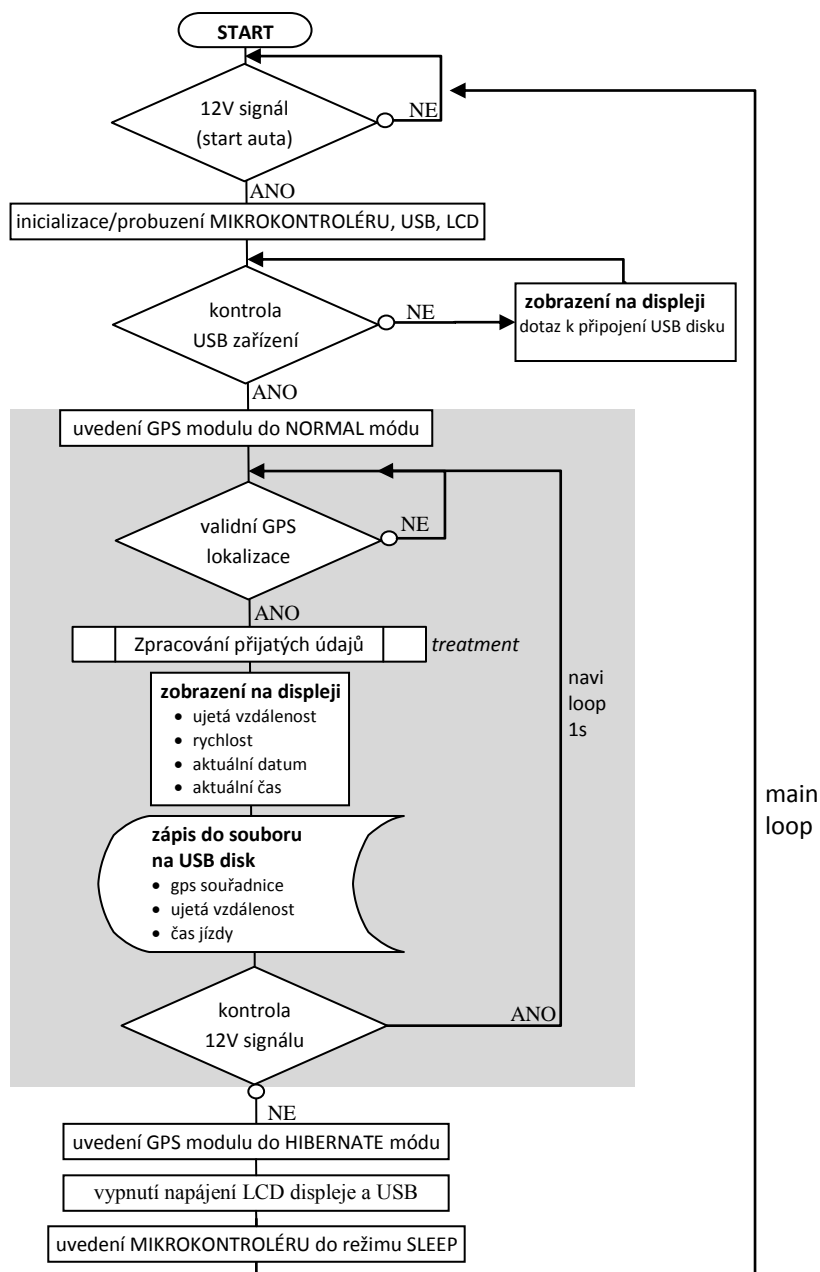 START
12V signál
(start auta)
NE
ANO
inicializace/probuzení MIKROKONTROLÉRU, USB, LCD
kontrola
USB zařízení
NE
zobrazení na displeji
dotaz k připojení USB disku
ANO
uvedení GPS modulu do NORMAL módu
validní GPS
lokalizace
NE
ANO
Zpracování přijatých údajů
treatment
zobrazení na displeji
• ujetá vzdálenost
• rychlost
• aktuální datum
• aktuální čas
navi
loop
1s
main
loop
zápis do souboru
na USB disk
• gps souřadnice
• ujetá vzdálenost
• čas jízdy
kontrola
12V signálu
ANO
NE
uvedení GPS modulu do HIBERNATE módu
vypnutí napájení LCD displeje a USB
uvedení MIKROKONTROLÉRU do režimu SLEEP